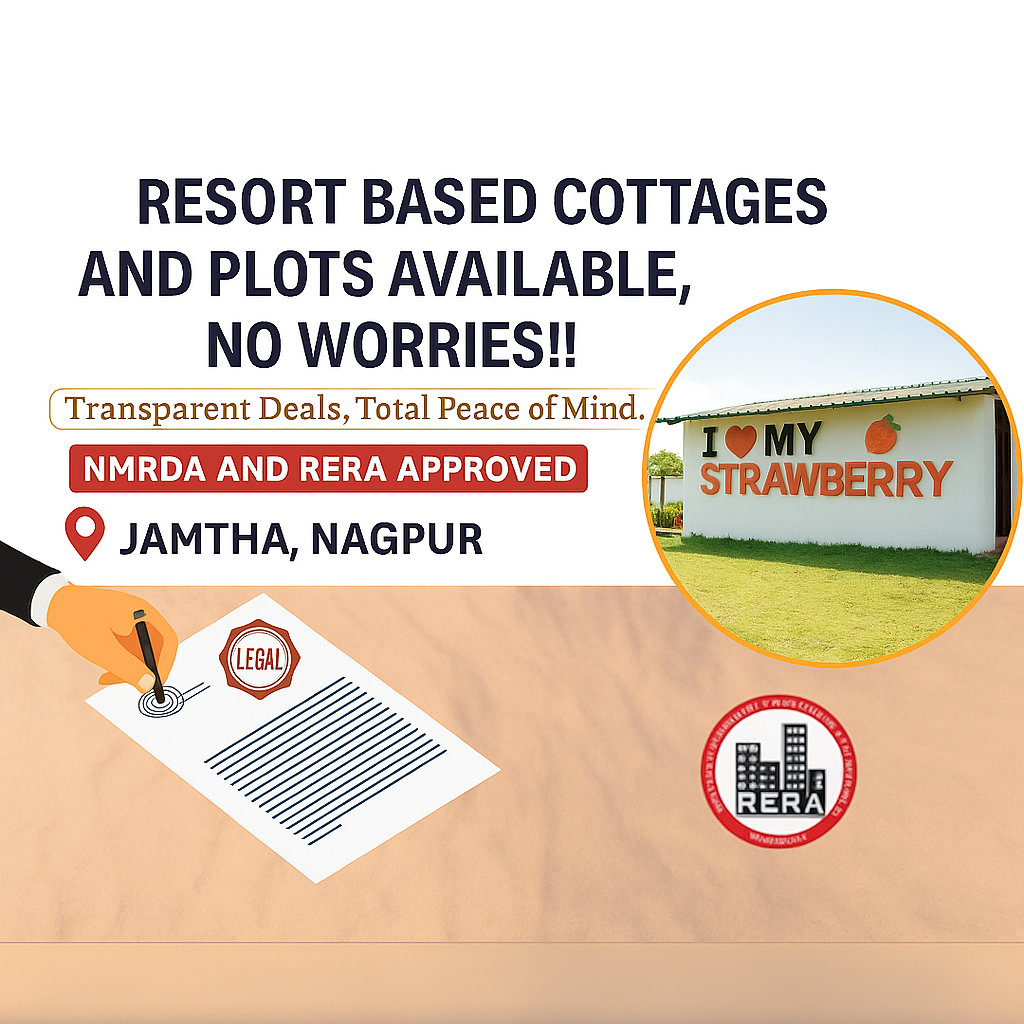 RESORT BASED COTTAGES
AND PLOTS AVAILABLE,
NO WORRIES!!
Transparent Deals, Total Peace of Mind.
NMRDA AND RERA APPROVED
JAMTHA, NAGPUR
I MY
STRAWBERRY
LEGAL
RERA